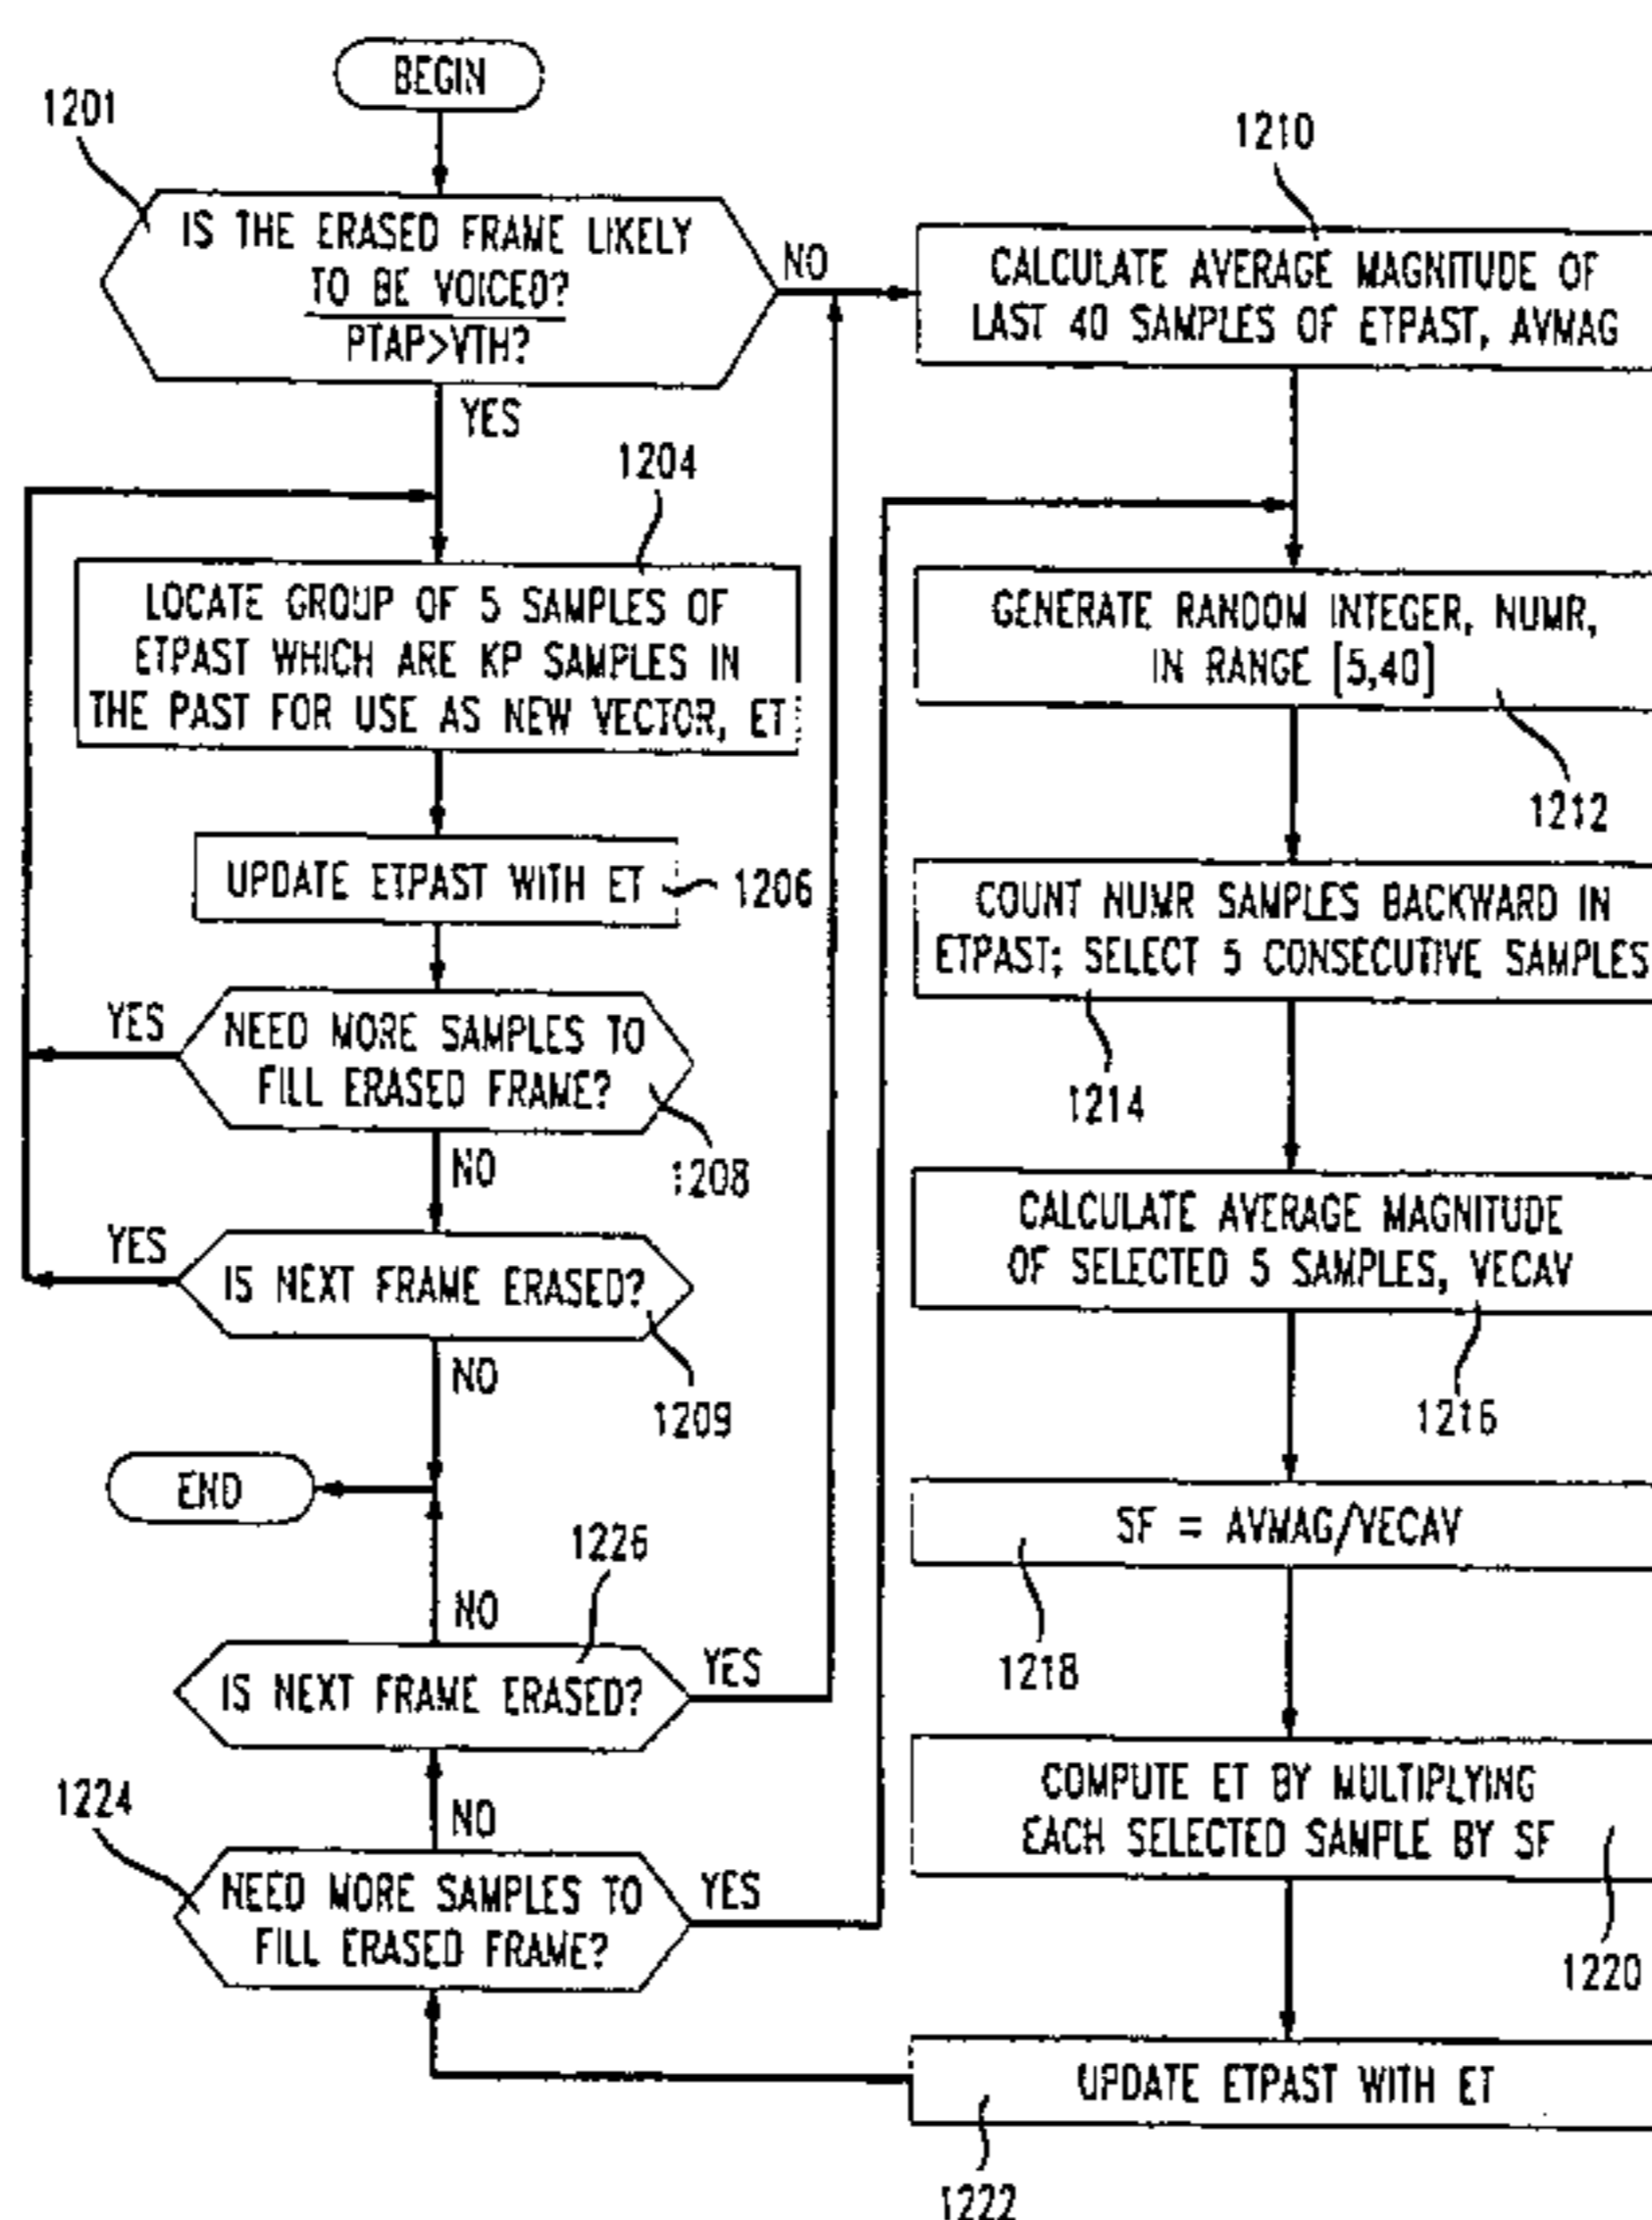 BEGIN
1201
IS THE ERASED FRAME LIKELY
TO BE VOICED?
PTAP>VTH?
NO
YES
1204
LOCATE GROUP OF 5 SAMPLES OF
ETPAST WHICH ARE KP SAMPLES IN
THE PAST FOR USE AS NEW VECTOR, ET
UPDATE ETPAST WITH ET
1206
YES
NEED MORE SAMPLES TO
FILL ERASED FRAME?
1208
NO
YES
IS NEXT FRAME ERASED?
1209
NO
END
1226
NO
IS NEXT FRAME ERASED?
YES
1224
NO
NEED MORE SAMPLES TO
FILL ERASED FRAME?
YES
1210
CALCULATE AVERAGE MAGNITUDE OF
LAST 40 SAMPLES OF ETPAST, AVMAG
GENERATE RANDOM INTEGER, NUMR,
IN RANGE [5,40]
1212
COUNT NUMR SAMPLES BACKWARD IN
ETPAST; SELECT 5 CONSECUTIVE SAMPLES
1214
CALCULATE AVERAGE MAGNITUDE
OF SELECTED 5 SAMPLES, VECAV
1216
SF = AVMAG/VECAV
1218
COMPUTE ET BY MULTIPLYING
EACH SELECTED SAMPLE BY SF
1220
UPDATE ETPAST WITH ET
1222